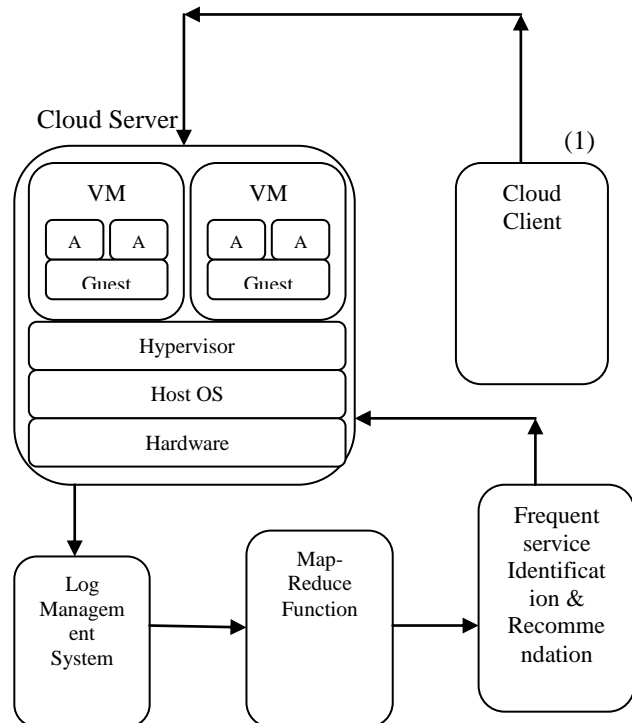 Cloud Server
(1)
VM
VM
Cloud
Client
A
A
A
A
Guest
Guest
Hypervisor
Host OS
Hardware
Log
Managem
ent
System
Map-
Reduce
Function
Frequent
service
Identificat
ion &
Recomme
ndation